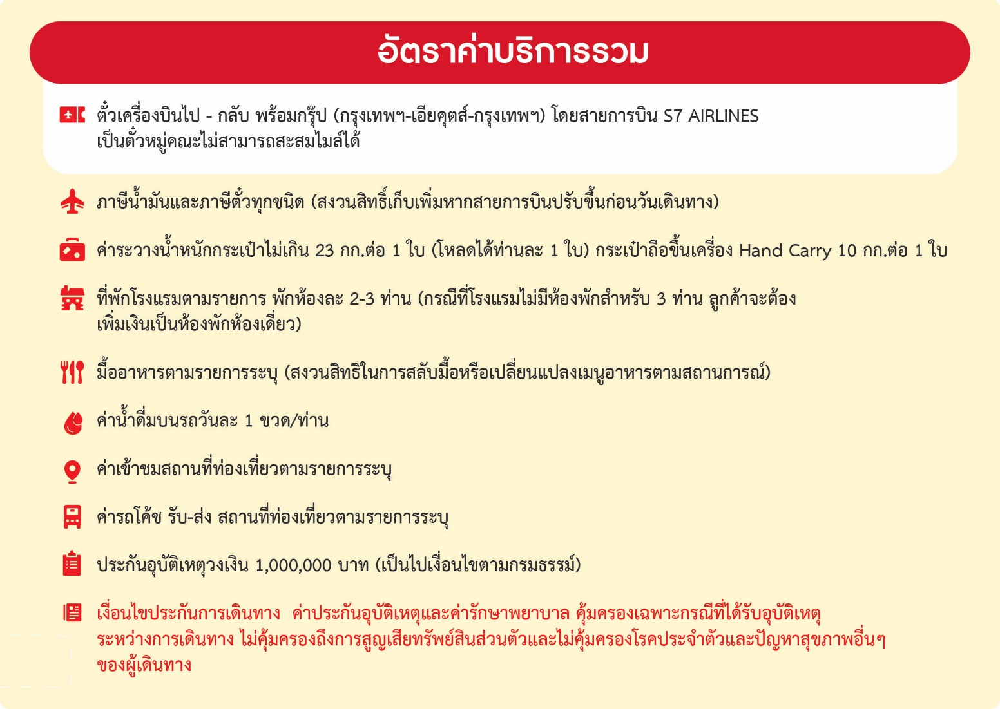 อัตราค่าบริการรวม
ตั๋วเครื่องบินไป - กลับ พร้อมกรุ๊ป (กรุงเทพฯ-เอียคุตส์-กรุงเทพฯ) โดยสายการบิน S7 AIRLINES
เป็นตั๋วหมู่คณะไม่สามารถสะสมไมล์ได้
ภาษีน้ำมันและภาษีตั๋วทุกชนิด (สงวนสิทธิ์เก็บเพิ่มหากสายการบินปรับขึ้นก่อนวันเดินทาง)
ค่าระวางน้ำหนักกระเป๋าไม่เกิน 23 กก.ต่อ 1 ใบ (โหลดได้ท่านละ 1 ใบ) กระเป๋าถือขึ้นเครื่อง Hand Carry 10 กก.ต่อ 1 ใบ
ที่พักโรงแรมตามรายการ พักห้องละ 2-3 ท่าน (กรณีที่โรงแรมไม่มีห้องพักสำหรับ 3 ท่าน ลูกค้าจะต้อง
เพิ่มเงินเป็นห้องพักห้องเดี่ยว)
มื้ออาหารตามรายการระบุ (สงวนสิทธิในการสลับมื้อหรือเปลี่ยนแปลงเมนูอาหารตามสถานการณ์)
ค่าน้ำดื่มบนรถวันละ 1 ขวด/ท่าน
ค่าเข้าชมสถานที่ท่องเที่ยวตามรายการระบุ
ค่ารถโค้ช รับ-ส่ง สถานที่ท่องเที่ยวตามรายการระบุ
ประกันอุบัติเหตุวงเงิน 1,000,000 บาท (เป็นไปเงื่อนไขตามกรมธรรม์)
เงื่อนไขประกันการเดินทาง ค่าประกันอุบัติเหตุและค่ารักษาพยาบาล คุ้มครองเฉพาะกรณีที่ได้รับอุบัติเหตุ
ระหว่างการเดินทาง ไม่คุ้มครองถึงการสูญเสียทรัพย์สินส่วนตัวและไม่คุ้มครองโรคประจำตัวและปัญหาสุขภาพอื่นๆ
ของผู้เดินทาง